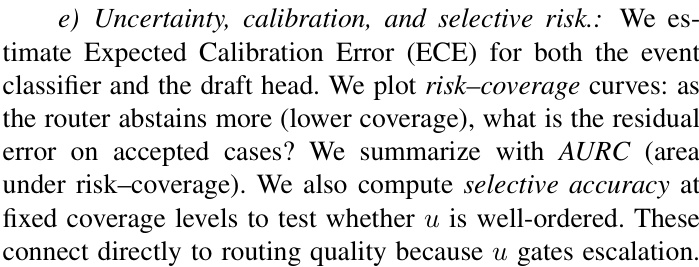 e) Uncertainty, calibration, and selective risk.: We es-
timate Expected Calibration Error (ECE) for both the event
classifier and the draft head. We plot risk–coverage curves: as
the router abstains more (lower coverage), what is the residual
error on accepted cases? We summarize with AURC (area
under risk–coverage). We also compute selective accuracy at
fixed coverage levels to test whether u is well-ordered. These
connect directly to routing quality because u gates escalation.